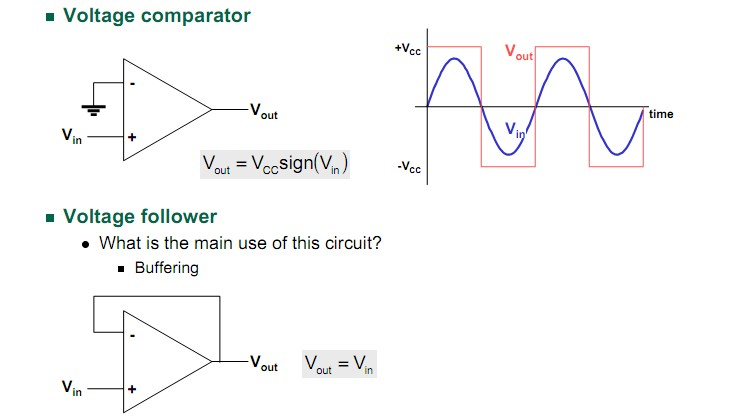 Voltage comparator
+Vcc
Vout
-
Vout
Vin
+
time
Vin
Vout = VCCsign(Vin)
-Vcc
Voltage follower
What is the main use of this circuit?
Buffering
-
Vout
Vout = Vin
Vin
+